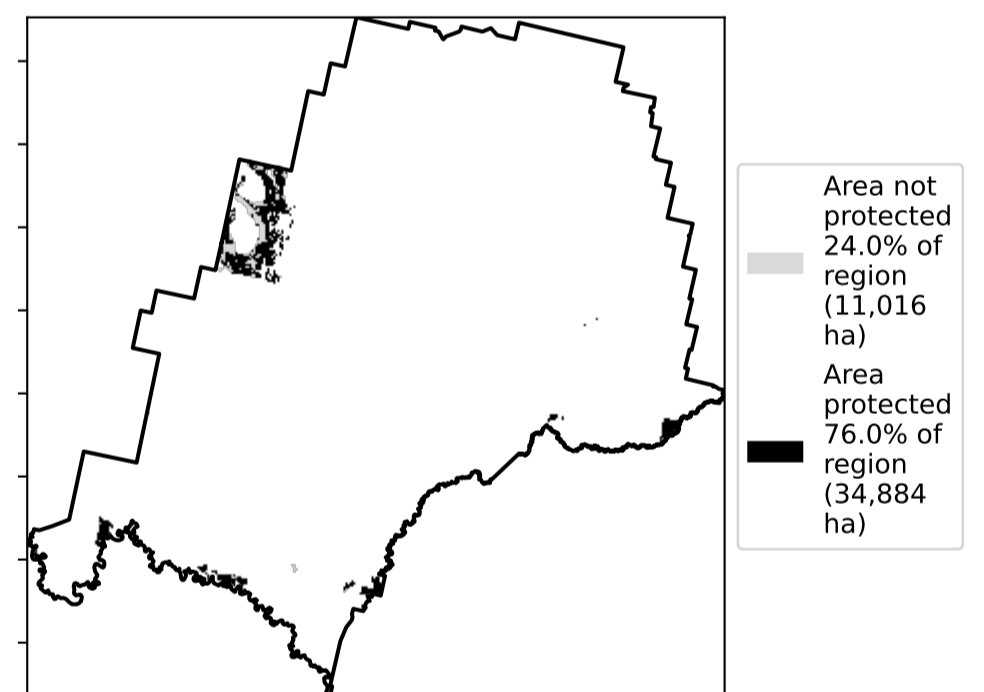 Area not
protected
24.0% of
region
(11,016
ha)
Area
protected
76.0% of
region
(34,884
ha)